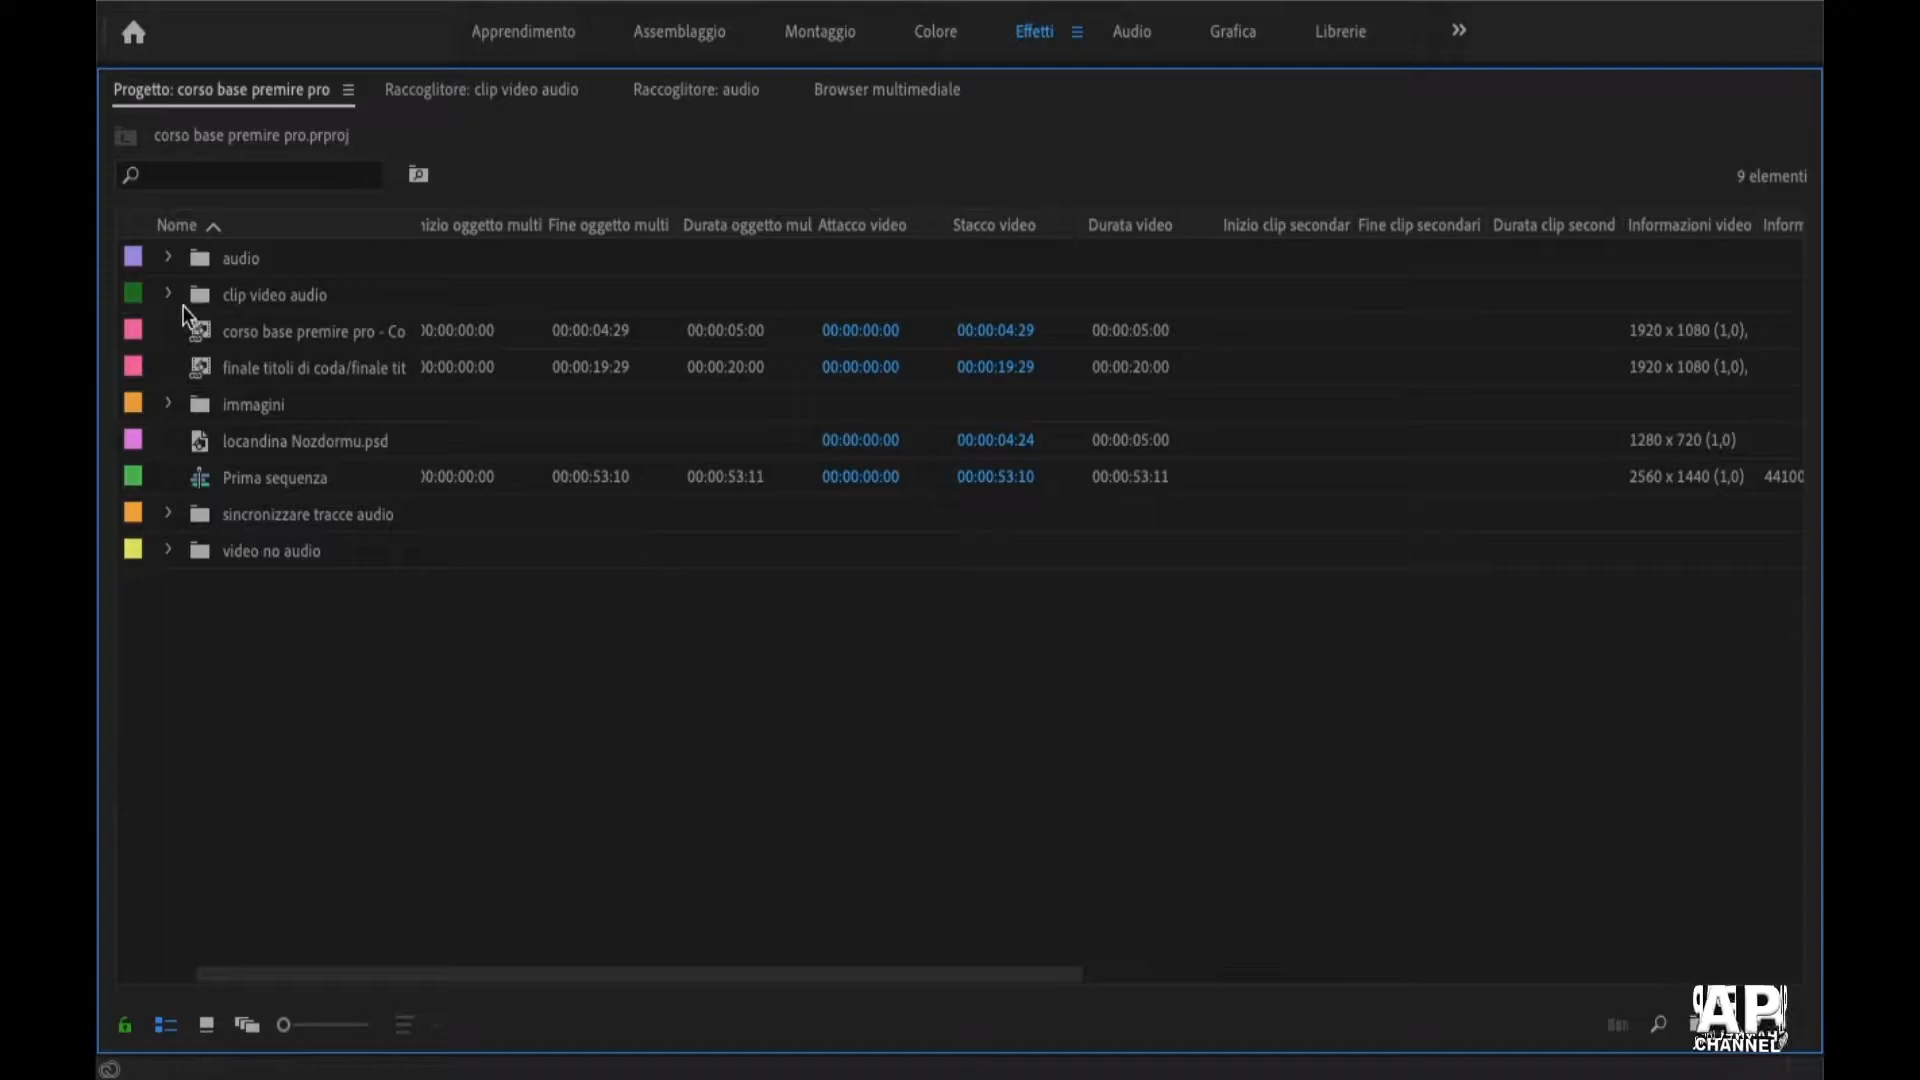 Apprendimento Assemblaggio Montaggio Colore Effetti Audio Grafica Librerie
Progetto: corso base premire pro Raccoglitore: clip video audio Raccoglitore: audio Browser multimediale
corso base premire pro.prproj
9 elementi
Nome nizio oggetto multi Fine oggetto multi Durata oggetto mul Attacco video Stacco video Durata video Inizio clip secondar Fine clip secondari Durata clip second Informazioni video Inform
audio
clip video audio
corso base premire pro - Co 00:00:00:00 00:00:04:29 00:00:05:00 00:00:00:00 00:00:04:29 00:00:05:00 1920 x 1080 (1,0),
finale titoli di coda/finale tit 00:00:00:00 00:00:19:29 00:00:20:00 00:00:00:00 00:00:19:29 00:00:20:00 1920 x 1080 (1,0),
immagini
locandina Nozdormu.psd 00:00:00:00 00:00:04:24 00:00:05:00 1280 x 720 (1,0)
Prima sequenza 00:00:00:00 00:00:53:10 00:00:53:11 00:00:00:00 00:00:53:10 00:00:53:11 2560 x 1440 (1,0) 44100
sincronizzare tracce audio
video no audio
AP
CHANNEL